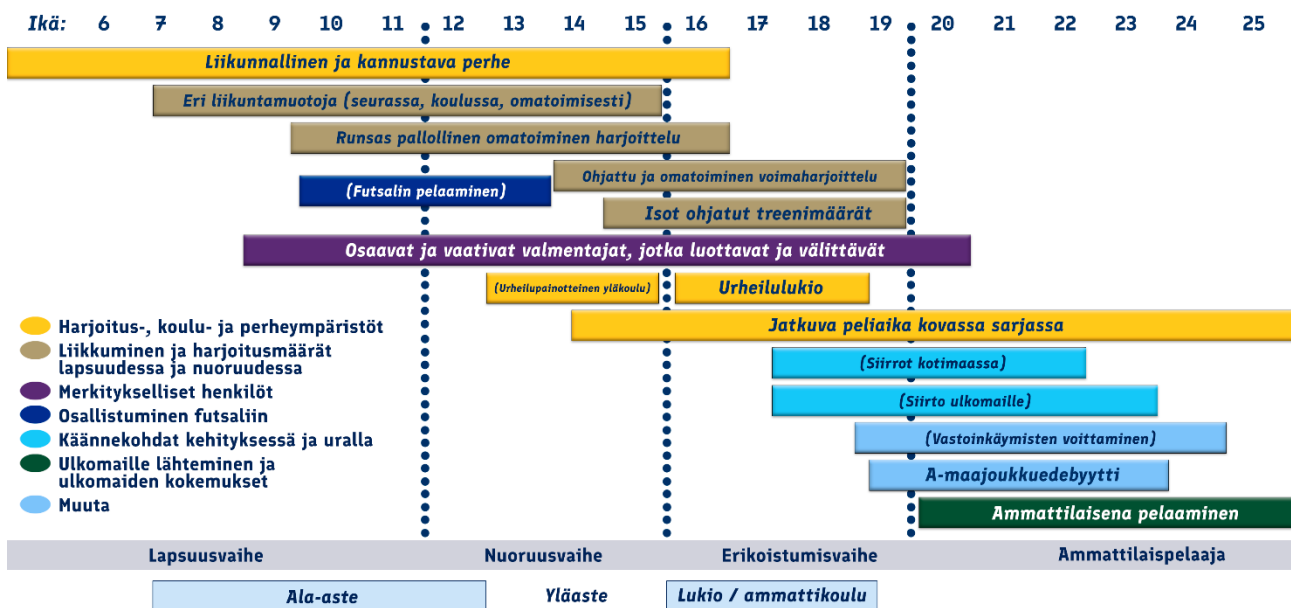 Ikä: 6 7 8 9 10 11 12 13 14 15 16 17 18 19 20 21 22 23 24 25
Liikunnallinen ja kannustava perhe
Eri liikuntamuotoja (seurassa, koulussa, omatoimisesti)
Runsas pallollinen omatoiminen harjoittelu
Ohjattu ja omatoiminen voimaharjoittelu
(Futsalin pelaaminen)
Isot ohjatut treenimäärät
Osaavat ja vaativat valmentajat, jotka luottavat ja välittävät
(Urheilupainotteinen yläkoulu)
Urheilulukio
Jatkuva peliaika kovassa sarjassa
(Siirrot kotimaassa)
(Siirto ulkomaille)
(Vastoinkäymisten voittaminen)
A-maajoukkuedebyytti
Ammattilaisena pelaaminen
Harjoitus-, koulu- ja perheympäristöt
Liikkuminen ja harjoitusmäärät
lapsuudessa ja nuoruudessa
Merkitykselliset henkilöt
Osallistuminen futsaliin
Käännekohdat kehityksessä ja uralla
Ulkomaille lähteminen ja
ulkomaiden kokemukset
Muuta
Lapsuusvaihe Nuoruusvaihe Erikoistumisvaihe Ammattilaispelaaja
Ala-aste Yläaste Lukio / ammattikoulu